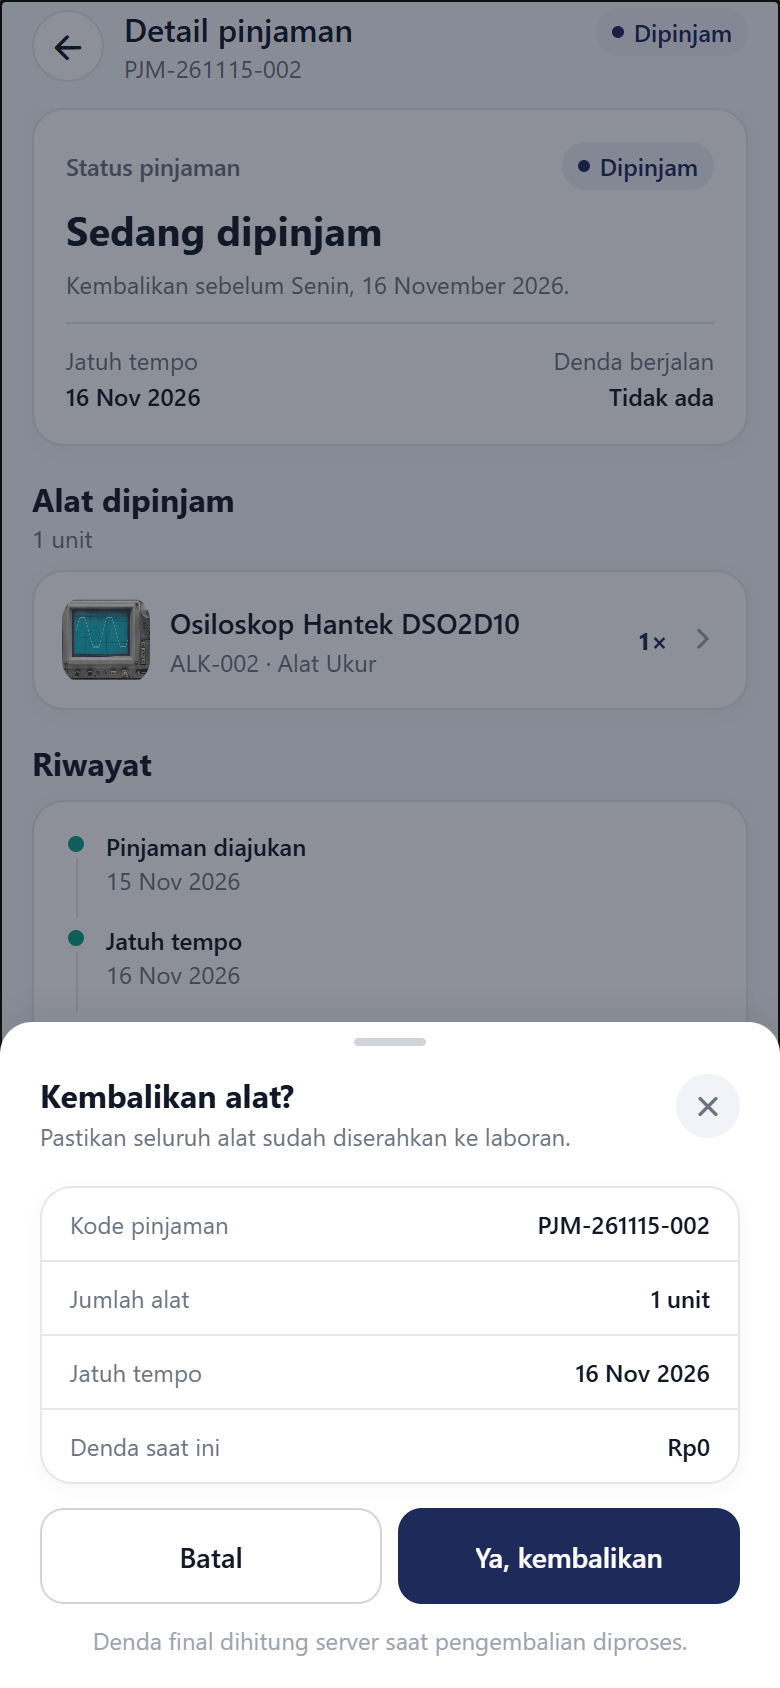 Detail pinjaman
Dipinjam
PJM-261115-002
Status pinjaman
Dipinjam
Sedang dipinjam
Kembalikan sebelum Senin, 16 November 2026.
Jatuh tempo
Denda berjalan
16 Nov 2026
Tidak ada
Alat dipinjam
1 unit
Osiloskop Hantek DSO2D10
ALK-002 · Alat Ukur
1×
Riwayat
Pinjaman diajukan
15 Nov 2026
Jatuh tempo
16 Nov 2026
Kembalikan alat?
Pastikan seluruh alat sudah diserahkan ke laboran.
Kode pinjaman
PJM-261115-002
Jumlah alat
1 unit
Jatuh tempo
16 Nov 2026
Denda saat ini
Rp0
Batal
Ya, kembalikan
Denda final dihitung server saat pengembalian diproses.